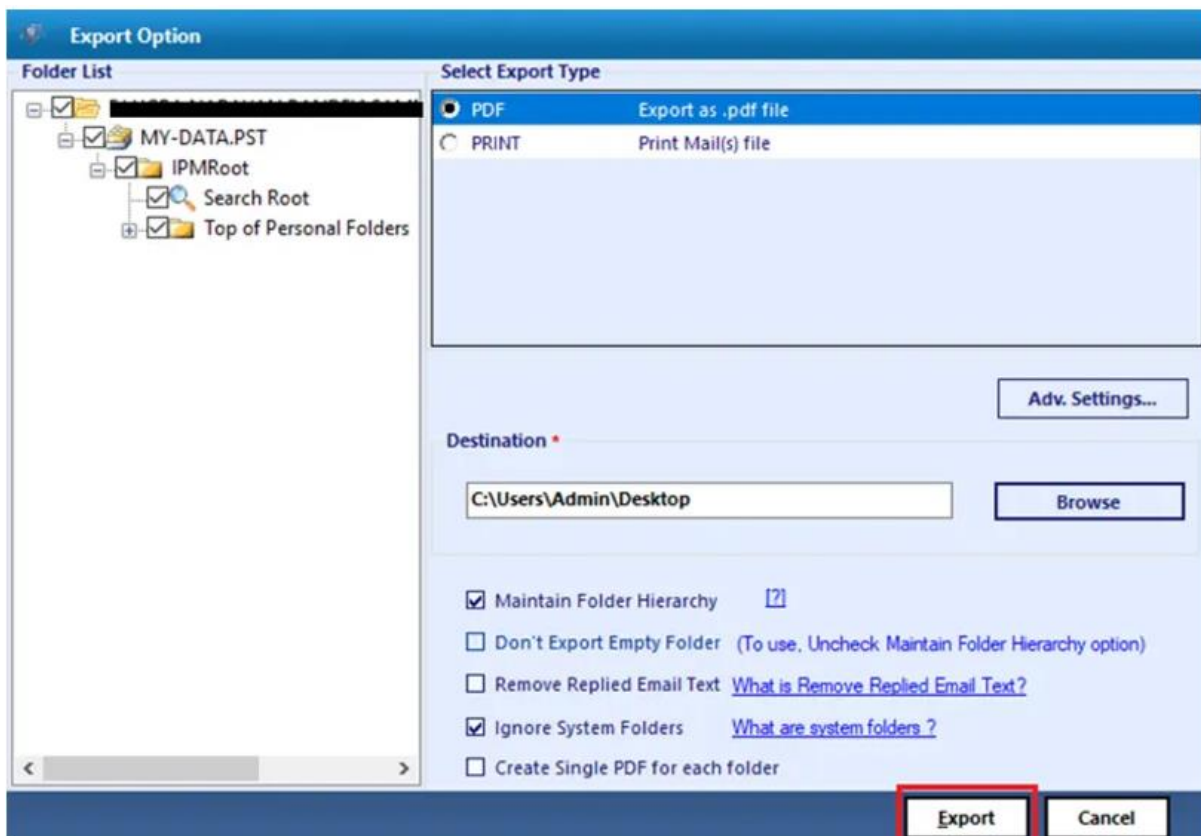 Export Option
Folder List
MY-DATA.PST
IPMRoot
Search Root
Top of Personal Folders
Select Export Type
PDF Export as .pdf file
PRINT Print Mail(s) file
Adv. Settings...
Destination *
C:\Users\Admin\Desktop
Browse
Maintain Folder Hierarchy [?]
Don't Export Empty Folder (To use, Uncheck Maintain Folder Hierarchy option)
Remove Replied Email Text What is Remove Replied Email Text?
Ignore System Folders What are system folders ?
Create Single PDF for each folder
Export Cancel